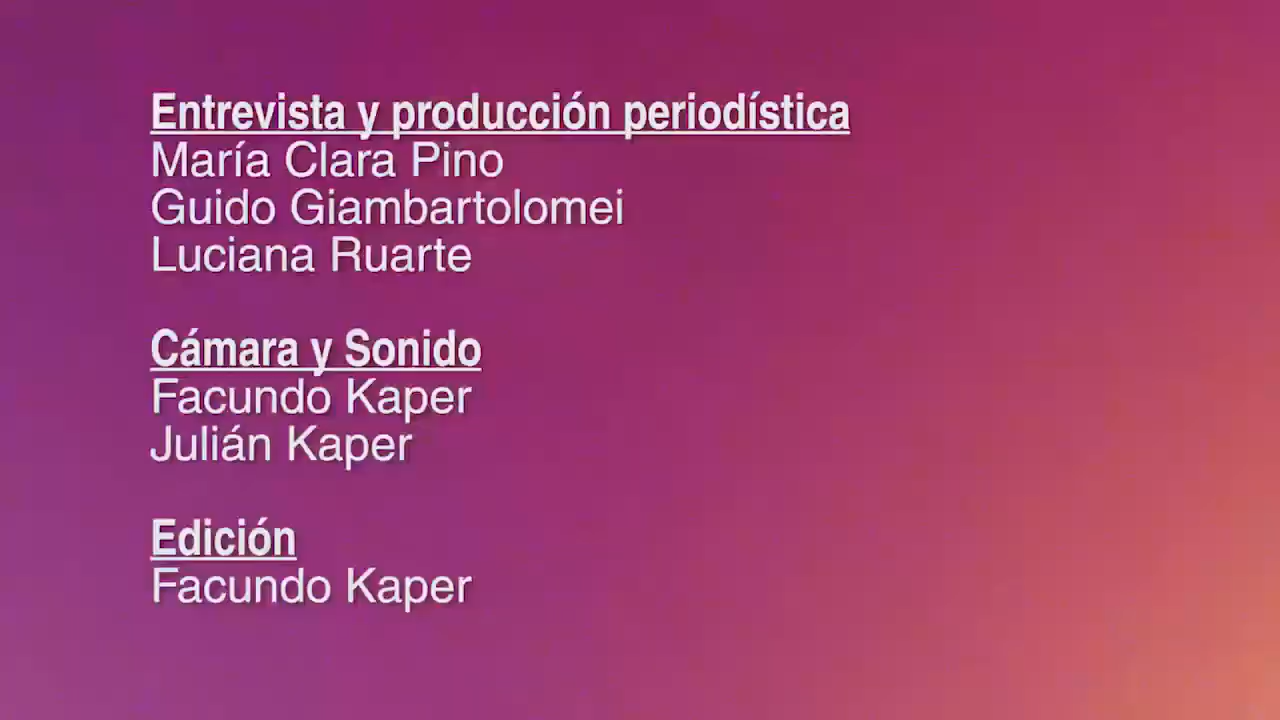 Entrevista y producción periodística
María Clara Pino
Guido Giambartolomei
Luciana Ruarte
Cámara y Sonido
Facundo Kaper
Julián Kaper
Edición
Facundo Kaper